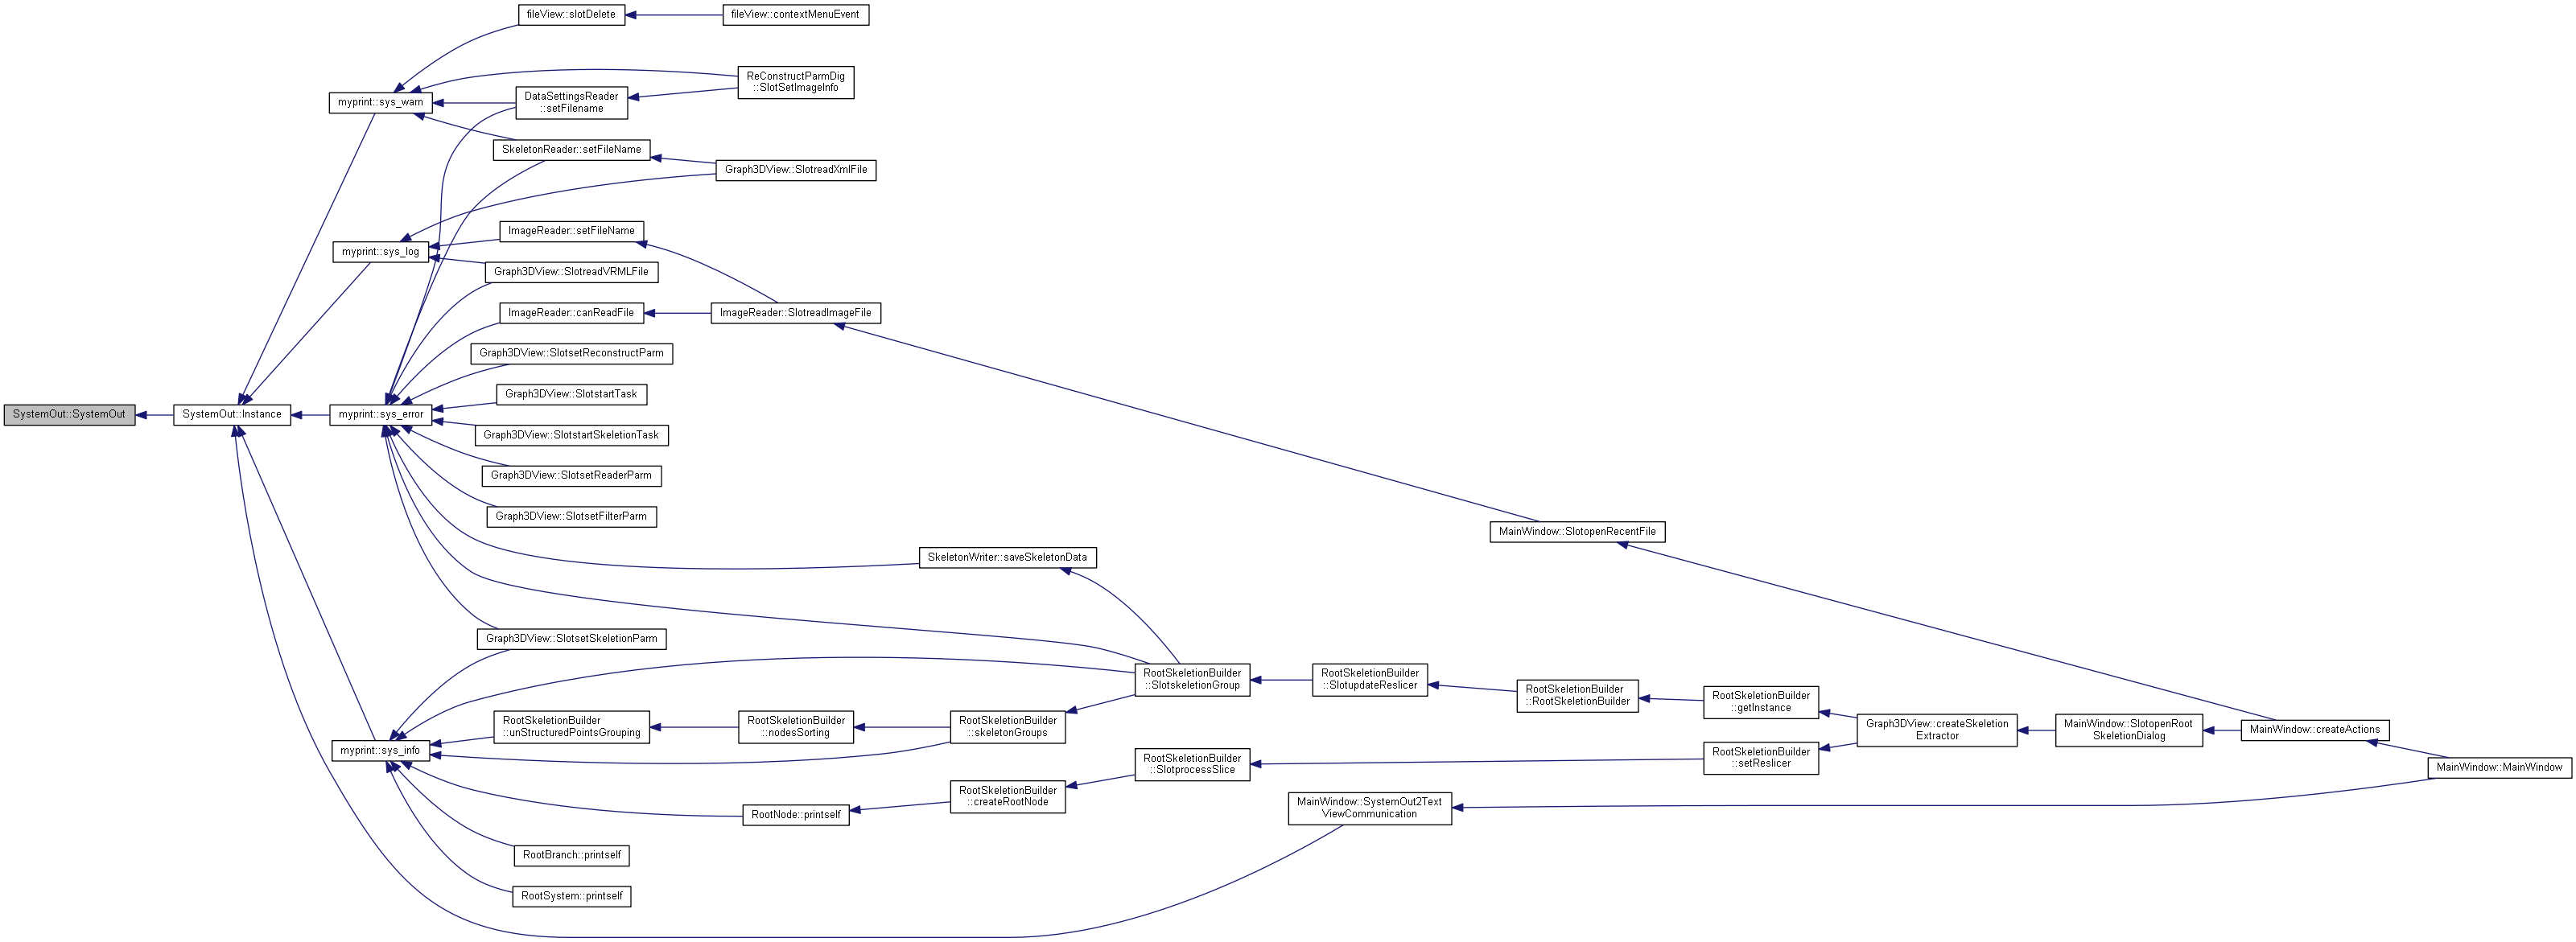 fileView::slotDelete
fileView::contextMenuEvent
ReConstructParmDig
::SlotSetImageInfo
myprint::sys_warn
DataSettingsReader
::setFilename
SkeletonReader::setFileName
Graph3DView::SlotreadXmlFile
ImageReader::setFileName
myprint::sys_log
Graph3DView::SlotreadVRMLFile
ImageReader::canReadFile
ImageReader::SlotreadImageFile
Graph3DView::SlotsetReconstructParm
Graph3DView::SlotstartTask
SystemOut::SystemOut
SystemOut::Instance
myprint::sys_error
Graph3DView::SlotstartSkeletionTask
Graph3DView::SlotsetReaderParm
Graph3DView::SlotsetFilterParm
MainWindow::SlotopenRecentFile
SkeletonWriter::saveSkeletonData
Graph3DView::SlotsetSkeletionParm
RootSkeletionBuilder
::SlotskeletionGroup
RootSkeletionBuilder
::SlotupdateReslicer
RootSkeletionBuilder
::RootSkeletionBuilder
RootSkeletionBuilder
::getInstance
RootSkeletionBuilder
::unStructuredPointsGrouping
RootSkeletionBuilder
::nodesSorting
RootSkeletionBuilder
::skeletonGroups
Graph3DView::createSkeletion
Extractor
MainWindow::SlotopenRoot
SkeletionDialog
MainWindow::createActions
myprint::sys_info
RootSkeletionBuilder
::SlotprocessSlice
RootSkeletionBuilder
::setReslicer
MainWindow::MainWindow
RootSkeletionBuilder
::createRootNode
RootNode::printself
MainWindow::SystemOut2Text
ViewCommunication
RootBranch::printself
RootSystem::printself